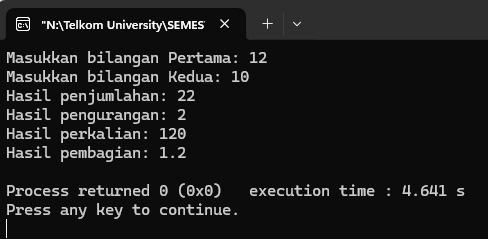 "N:\Telkom University\SEMES
Masukkan bilangan Pertama: 12
Masukkan bilangan Kedua: 10
Hasil penjumlahan: 22
Hasil pengurangan: 2
Hasil perkalian: 120
Hasil pembagian: 1.2
Process returned 0 (0x0)   execution time : 4.641 s
Press any key to continue.